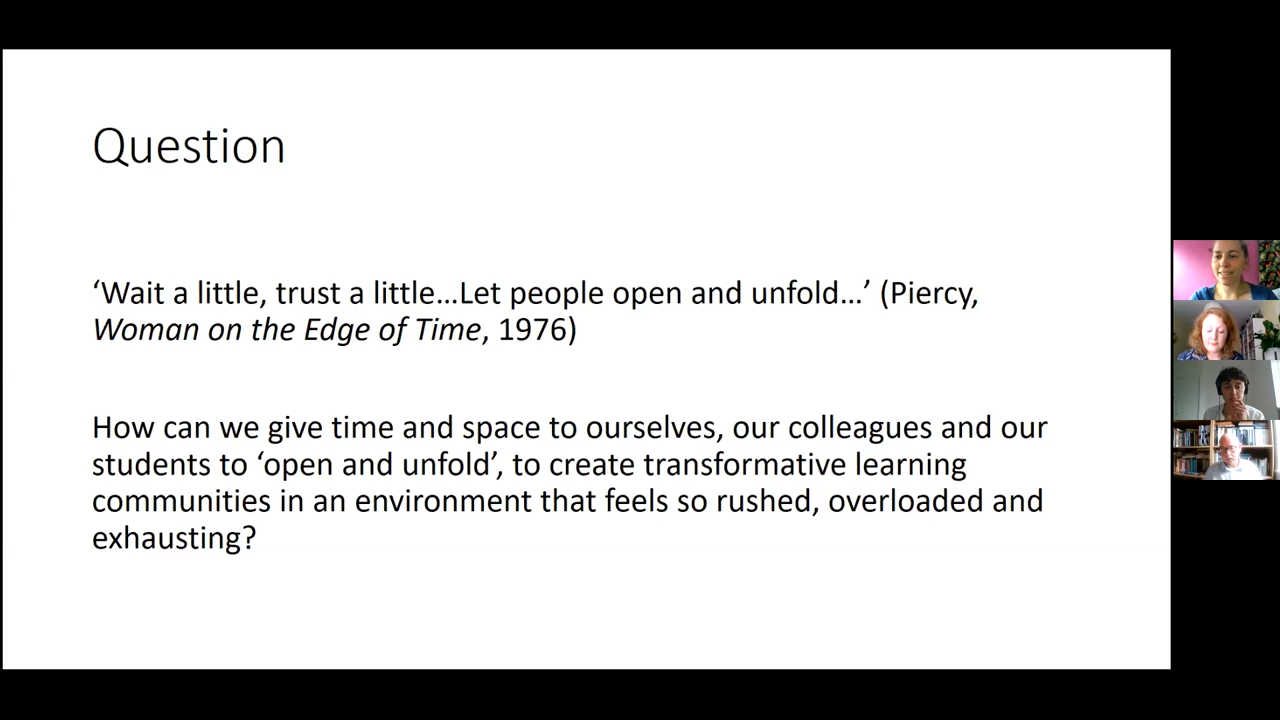 Question
‘Wait a little, trust a little…Let people open and unfold…’ (Piercy,
Woman on the Edge of Time, 1976)
How can we give time and space to ourselves, our colleagues and our
students to ‘open and unfold’, to create transformative learning
communities in an environment that feels so rushed, overloaded and
exhausting?